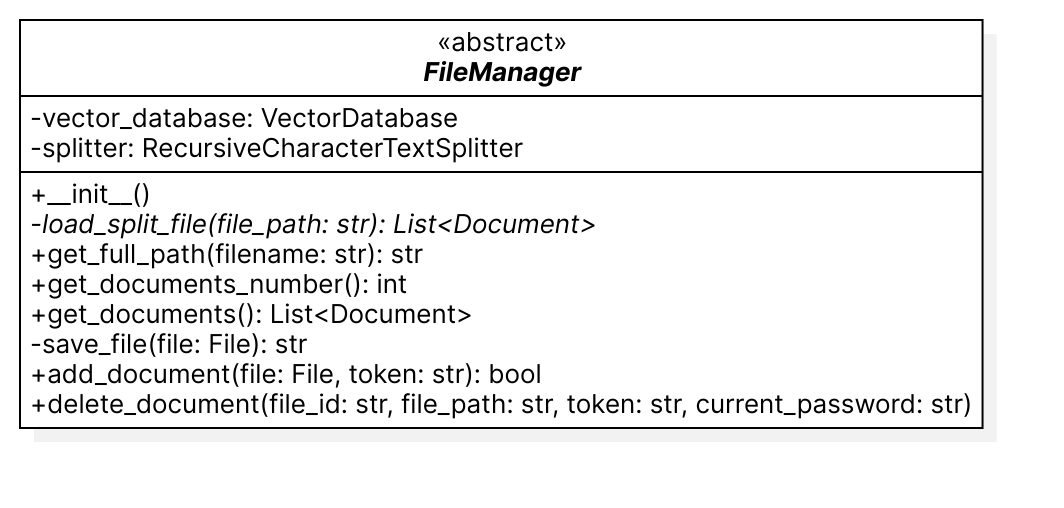 «abstract»
FileManager
-vector_database: VectorDatabase
-splitter: RecursiveCharacterTextSplitter
+__init__()
-load_split_file(file_path: str): List<Document>
+get_full_path(filename: str): str
+get_documents_number(): int
+get_documents(): List<Document>
-save_file(file: File): str
+add_document(file: File, token: str): bool
+delete_document(file_id: str, file_path: str, token: str, current_password: str)